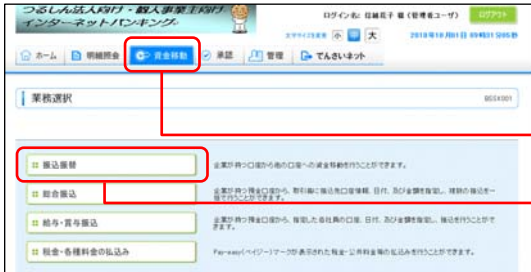 つるしん法人向け・個人事業主向け
インターネットバンキング
ログイン名: 信鶴花子 様 (管理者ユーザ)
ログアウト
文字サイズを変更 小 中 大
2018年10月01日 09時31分05秒
ホーム 明細照会 資金移動 承認 管理 でんさいネット
業務選択
BSSK001
振込振替
企業が持つ口座から他の口座への資金移動を行うことができます。
総合振込
企業が持つ預金口座から、取引毎に振込先口座情報、日付、及び金額を指定し、複数の振込を一括で行うことができます。
給与・賞与振込
企業が持つ預金口座から、指定した会社員の口座、日付、及び金額を指定し、振込を行うことができます。
税金・各種料金の払込み
Pay-easy(ペイジー)マークが表示された税金・公共料金等の払込みを行うことができます。